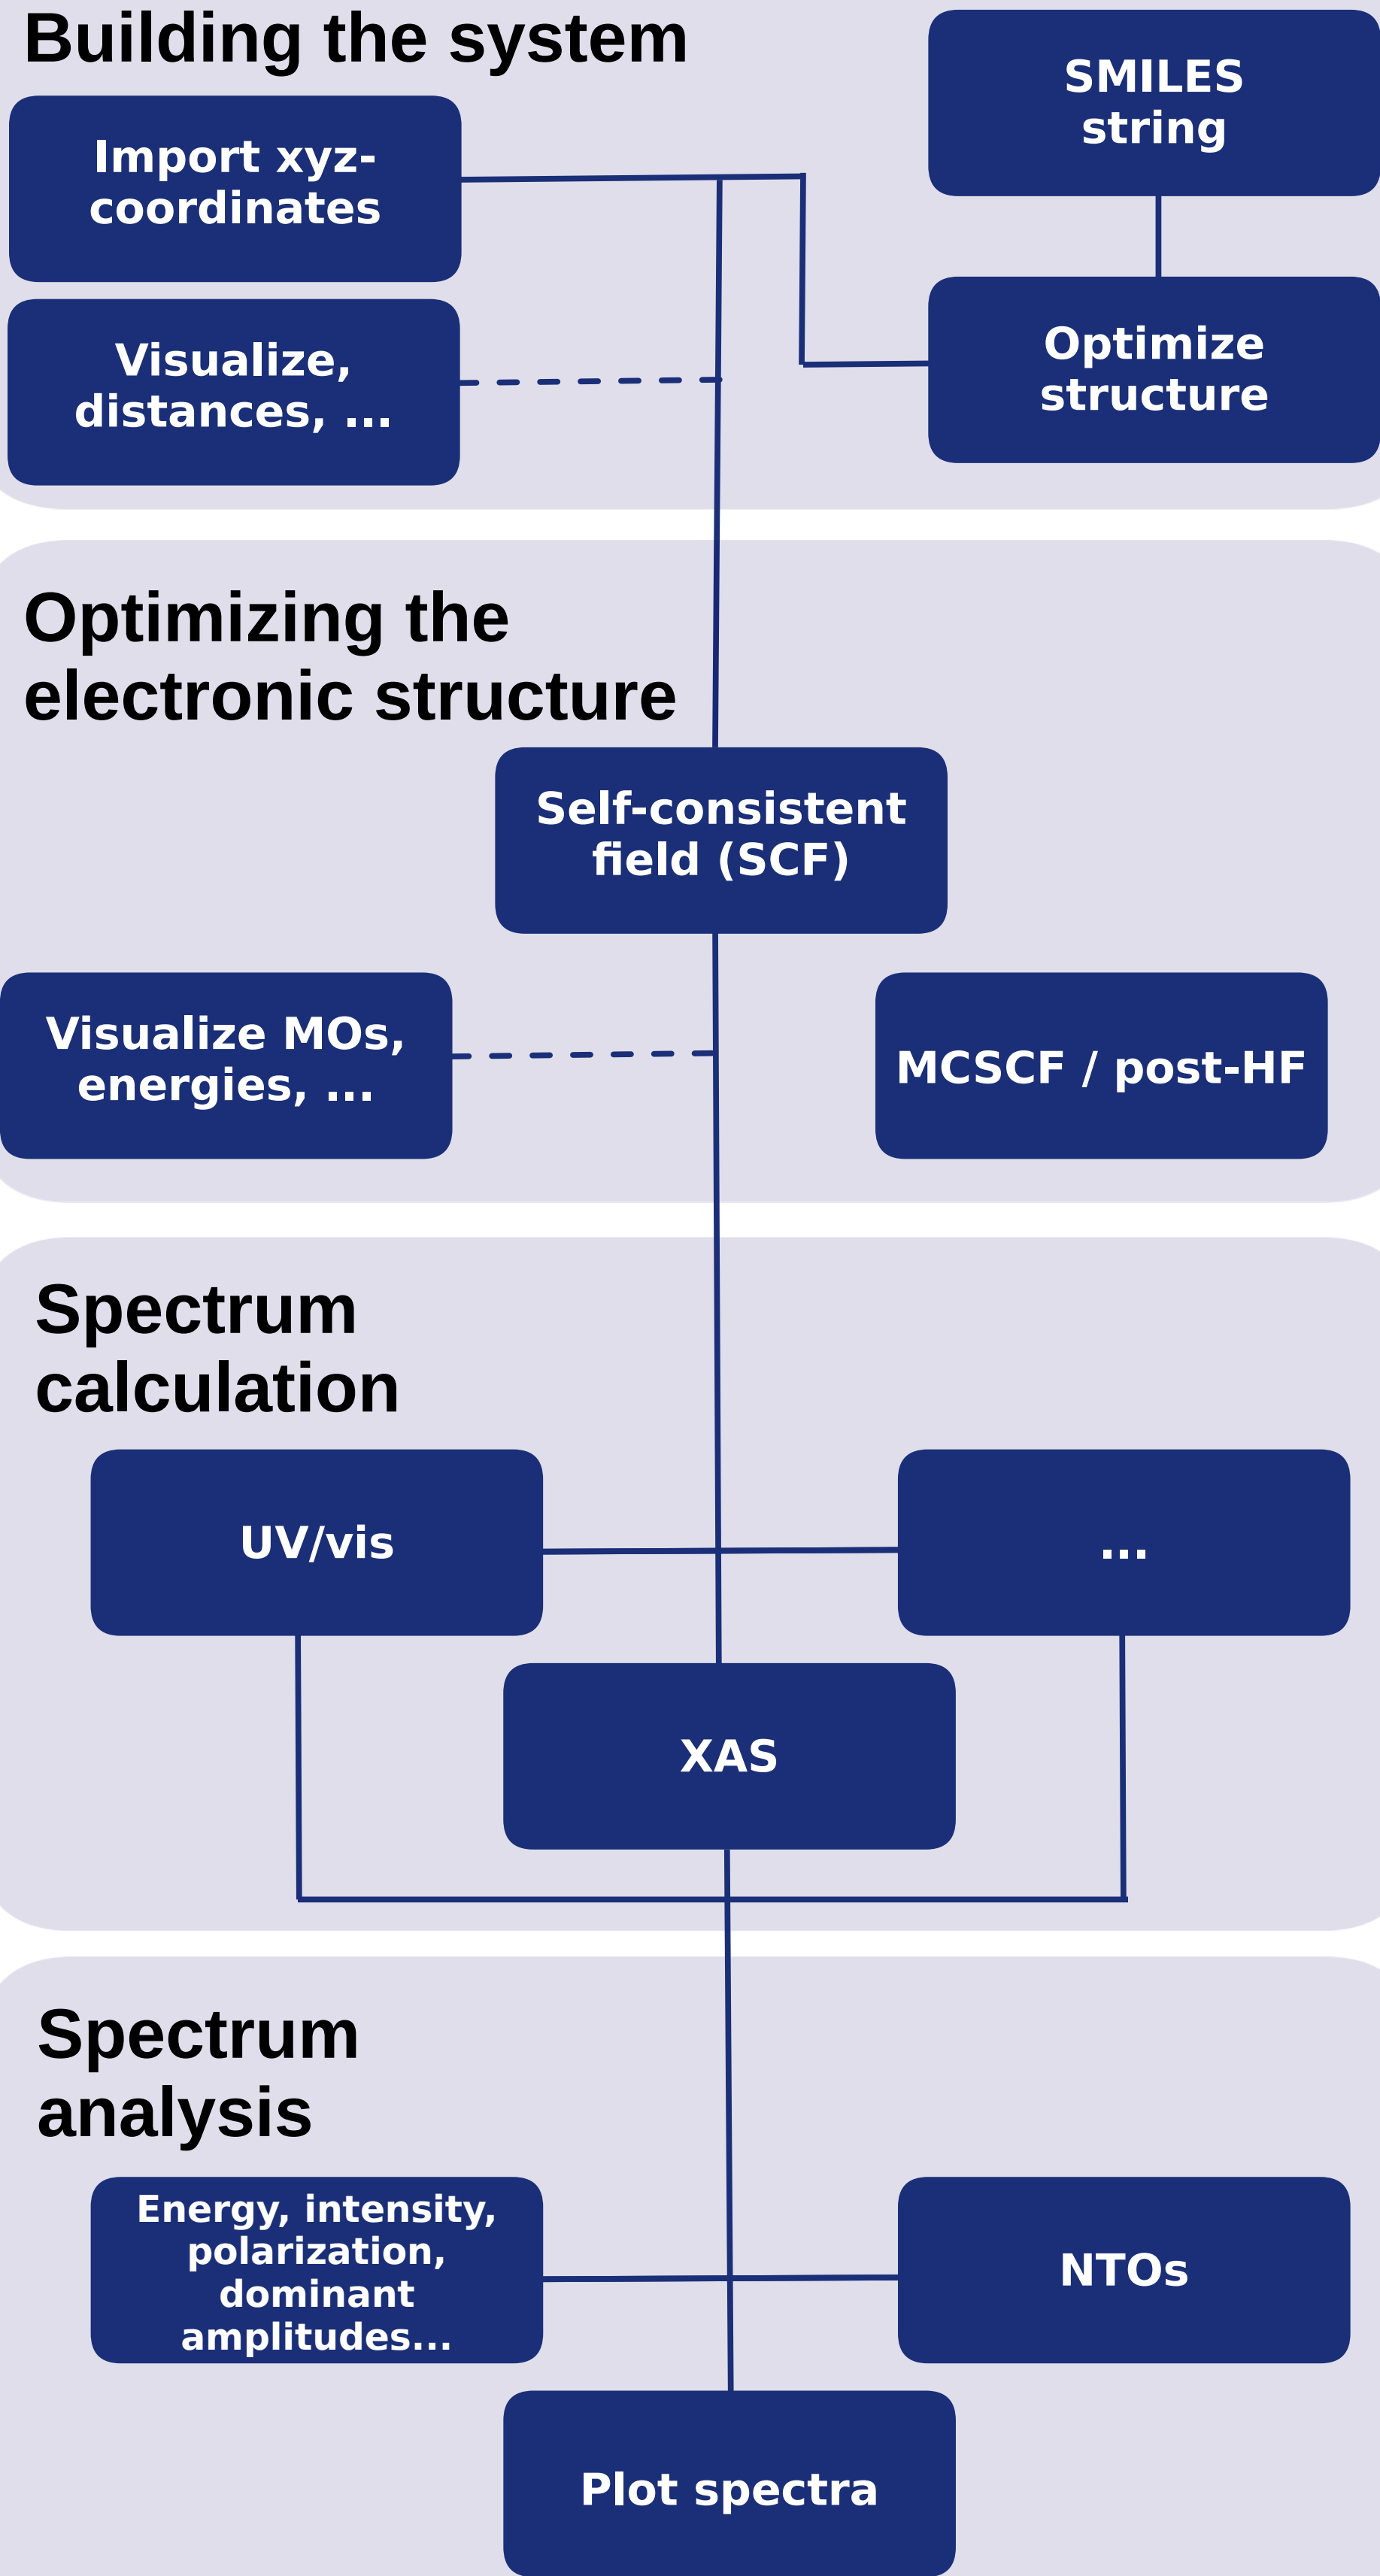 Building the system
SMILES
string
Import xyz-
coordinates
Visualize,
distances, ...
Optimize
structure
Optimizing the
electronic structure
Self-consistent
field (SCF)
Visualize MOs,
energies, ...
MCSCF / post-HF
Spectrum
calculation
UV/vis
...
XAS
Spectrum
analysis
Energy, intensity,
polarization,
dominant
amplitudes...
NTOs
Plot spectra